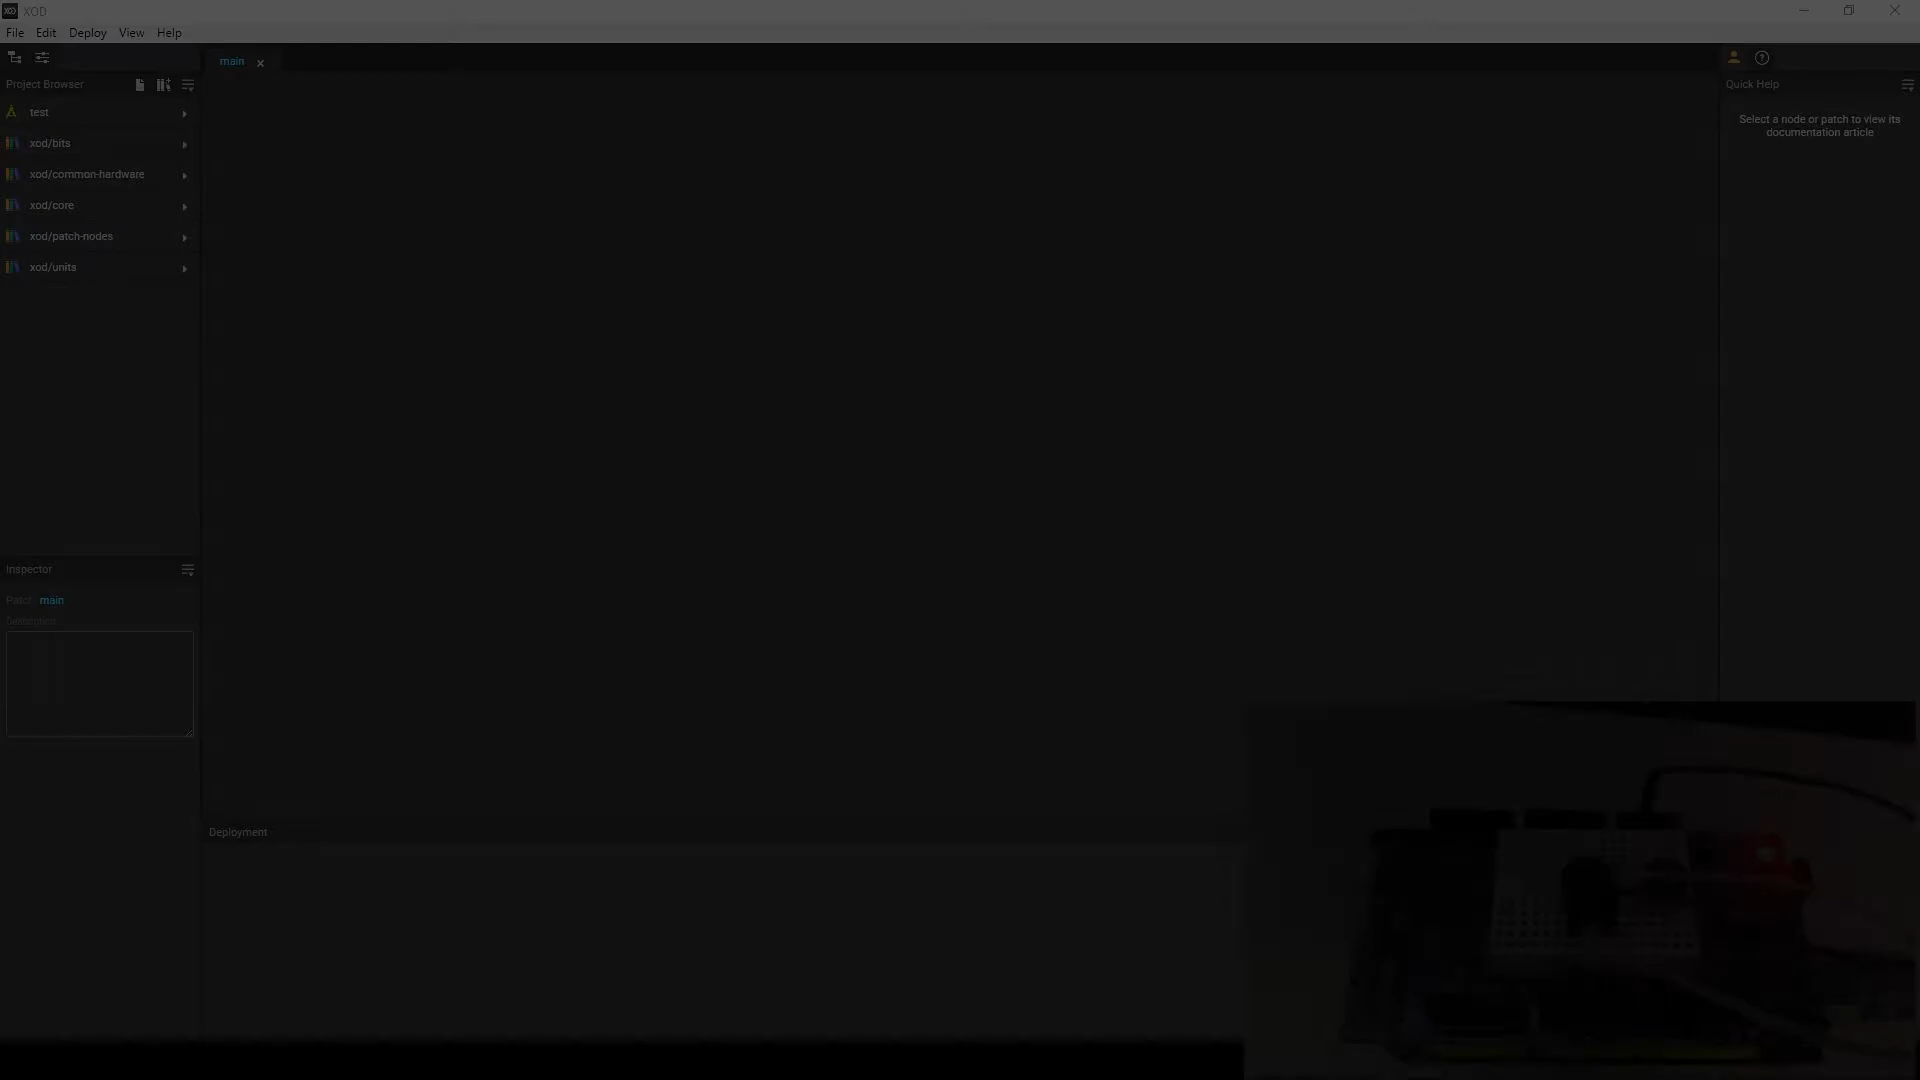 XOD
File Edit Deploy View Help
main
Project Browser
test
xod/bits
xod/common-hardware
xod/core
xod/patch-nodes
xod/units
Inspector
Patch main
Description
Deployment
Quick Help
Select a node or patch to view its
documentation article